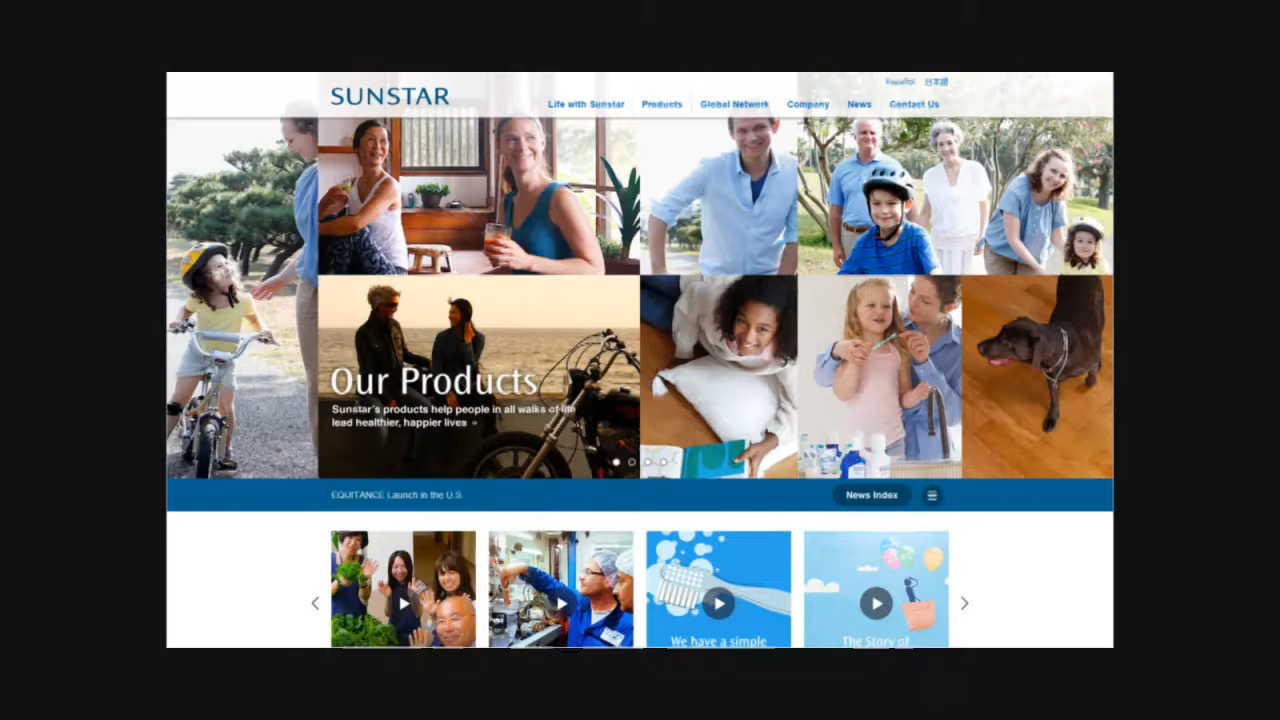 Español 日本語
SUNSTAR
Life with Sunstar Products Global Network Company News Contact Us
Our Products
Sunstar's products help people in all walks of life
lead healthier, happier lives »
EQUITANCE Launch in the U.S.
News Index
We have a simple
The Story of